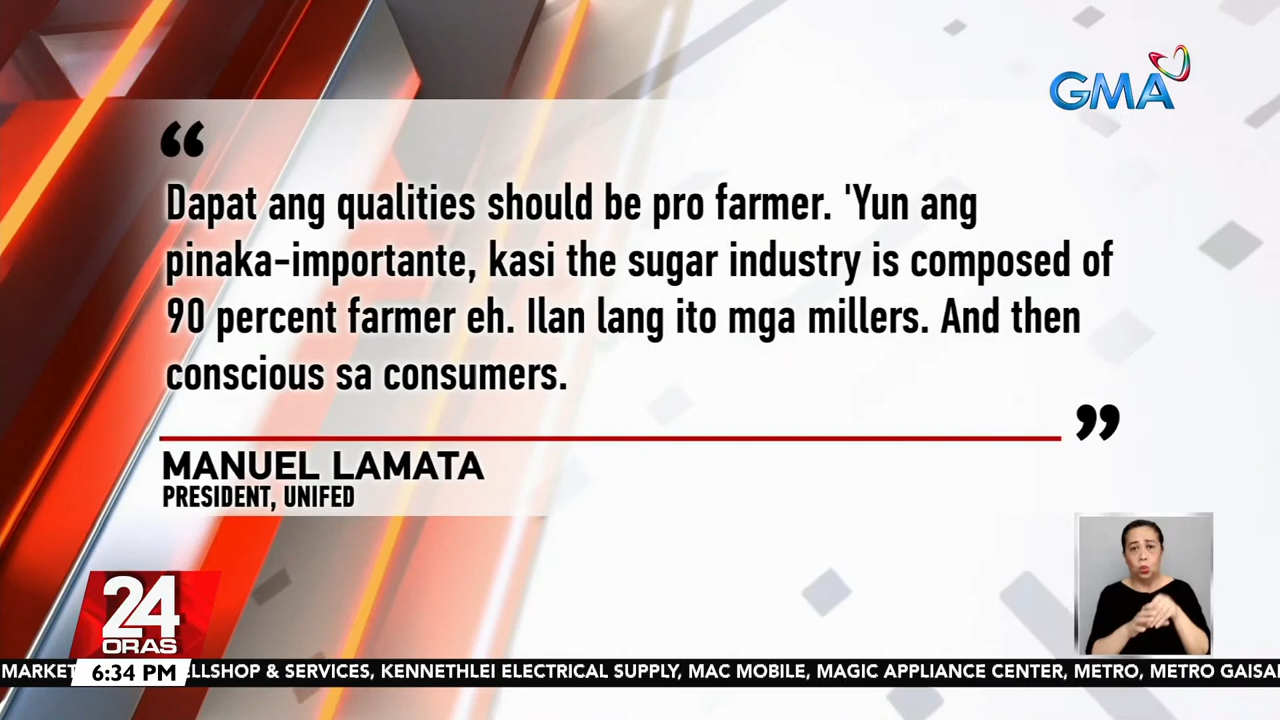 GMA
“
Dapat ang qualities should be pro farmer. 'Yun ang
pinaka-importante, kasi the sugar industry is composed of
90 percent farmer eh. Ilan lang ito mga millers. And then
conscious sa consumers.
”
MANUEL LAMATA
PRESIDENT, UNIFED
24
ORAS
MARKET 6:34 PM & SERVICES, KENNETHLEI ELECTRICAL SUPPLY, MAC MOBILE, MAGIC APPLIANCE CENTER, METRO, METRO